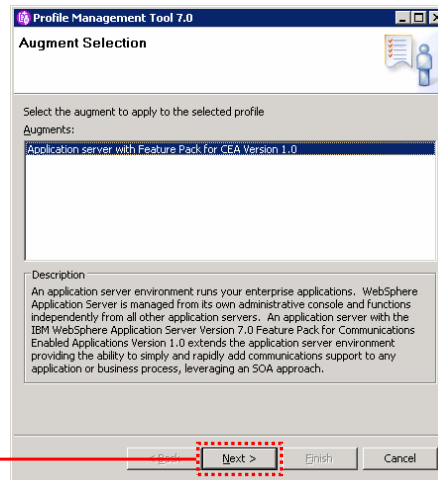 Profile Management Tool 7.0
Augment Selection
Select the augment to apply to the selected profile
Augments:
Application server with Feature Pack for CEA Version 1.0
Description
An application server environment runs your enterprise applications. WebSphere
Application Server is managed from its own administrative console and functions
independently from all other application servers. An application server with the
IBM WebSphere Application Server Version 7.0 Feature Pack for Communications
Enabled Applications Version 1.0 extends the application server environment
providing the ability to simply and rapidly add communications support to any
application or business process, leveraging an SOA approach.
< Back Next > Finish Cancel